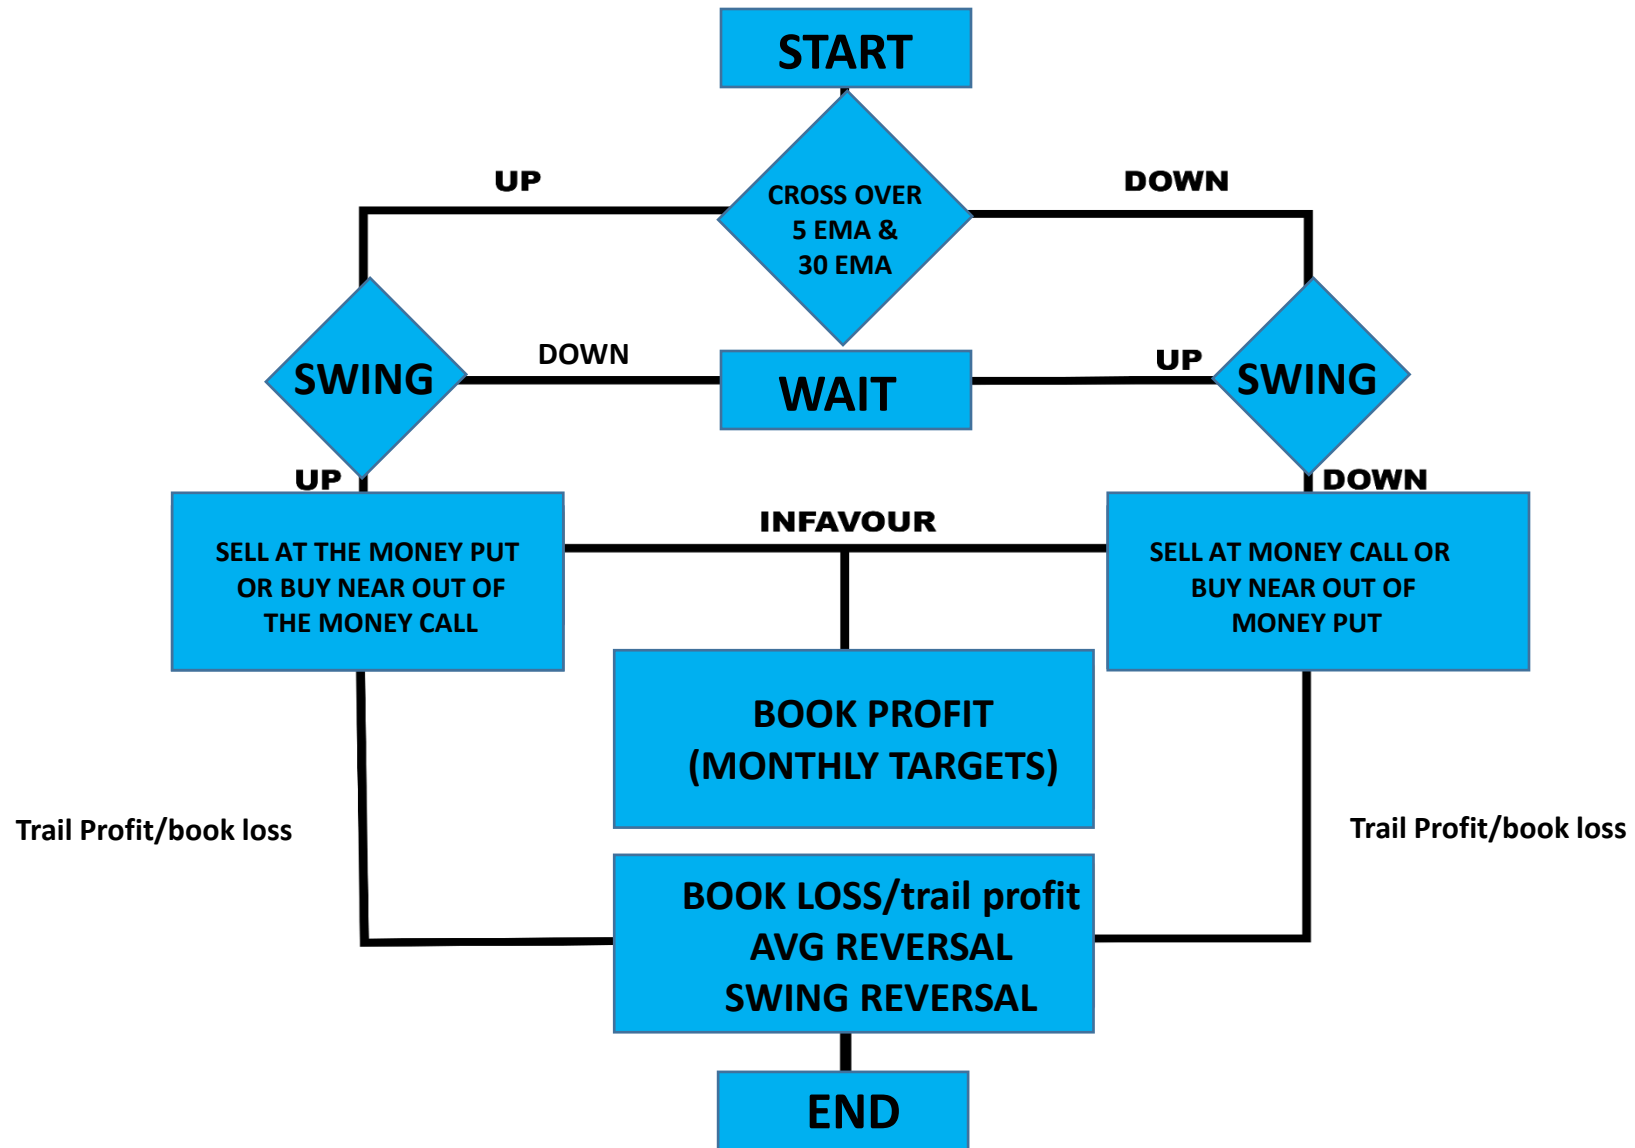 START
UP
DOWN
CROSS OVER
5 EMA &
30 EMA
SWING
DOWN
WAIT
UP
SWING
UP
DOWN
SELL AT THE MONEY PUT
OR BUY NEAR OUT OF
THE MONEY CALL
INFAVOUR
SELL AT MONEY CALL OR
BUY NEAR OUT OF
MONEY PUT
BOOK PROFIT
(MONTHLY TARGETS)
Trail Profit/book loss
Trail Profit/book loss
BOOK LOSS/trail profit
AVG REVERSAL
SWING REVERSAL
END